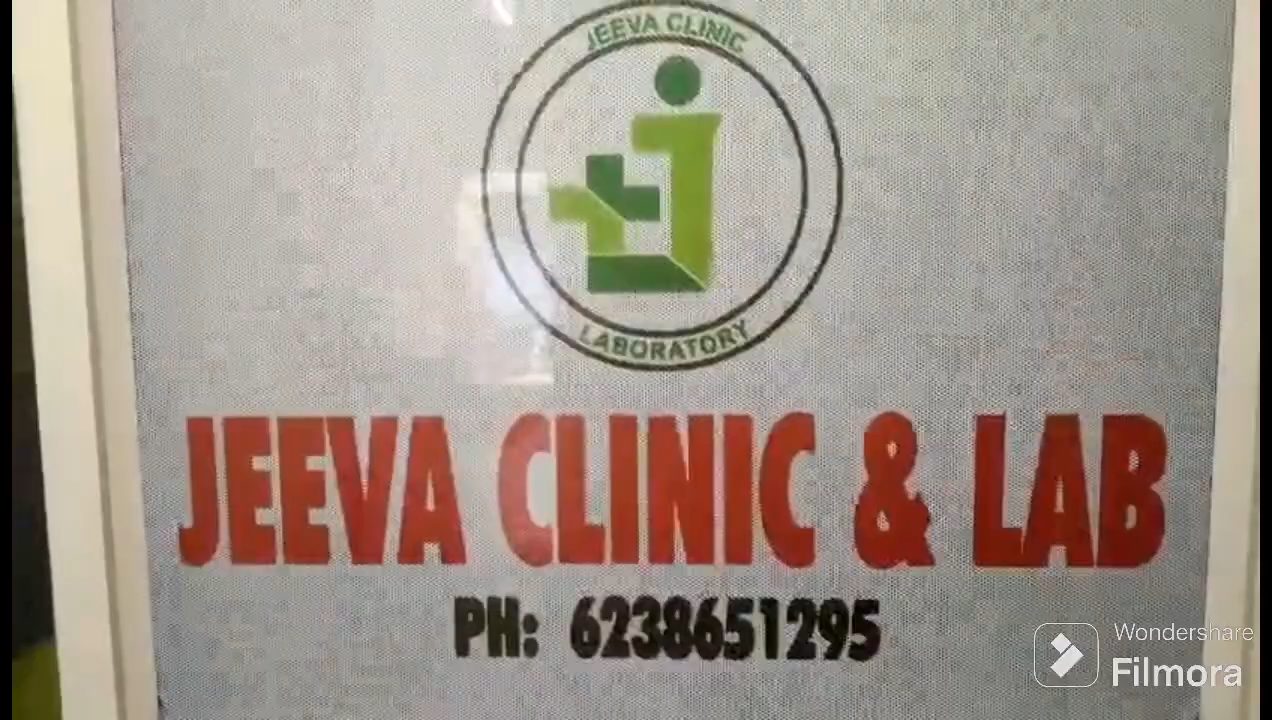 JEEVA CLINIC
LABORATORY
JEEVA CLINIC & LAB
PH: 6238651295
Wondershare
Filmora